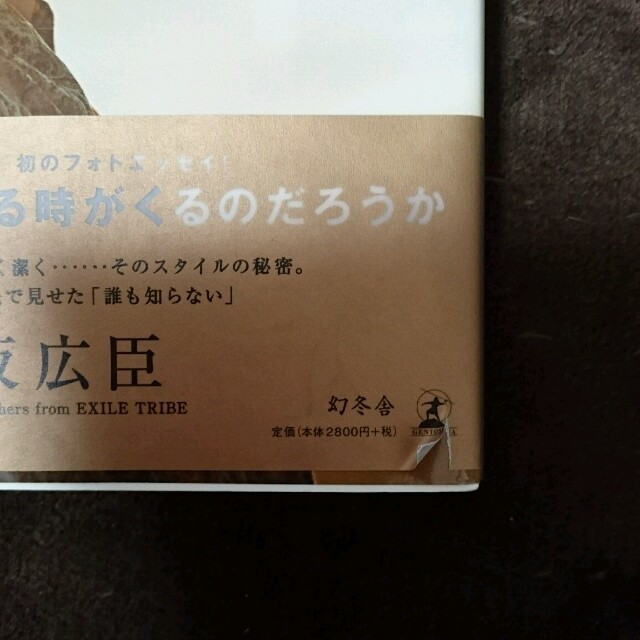 初のフォトエッセイ!
る時がくるのだろうか
潔く……そのスタイルの秘密。
で見せた「誰も知らない」
広臣
hers from EXILE TRIBE
幻冬舎
定価(本体2800円+税)